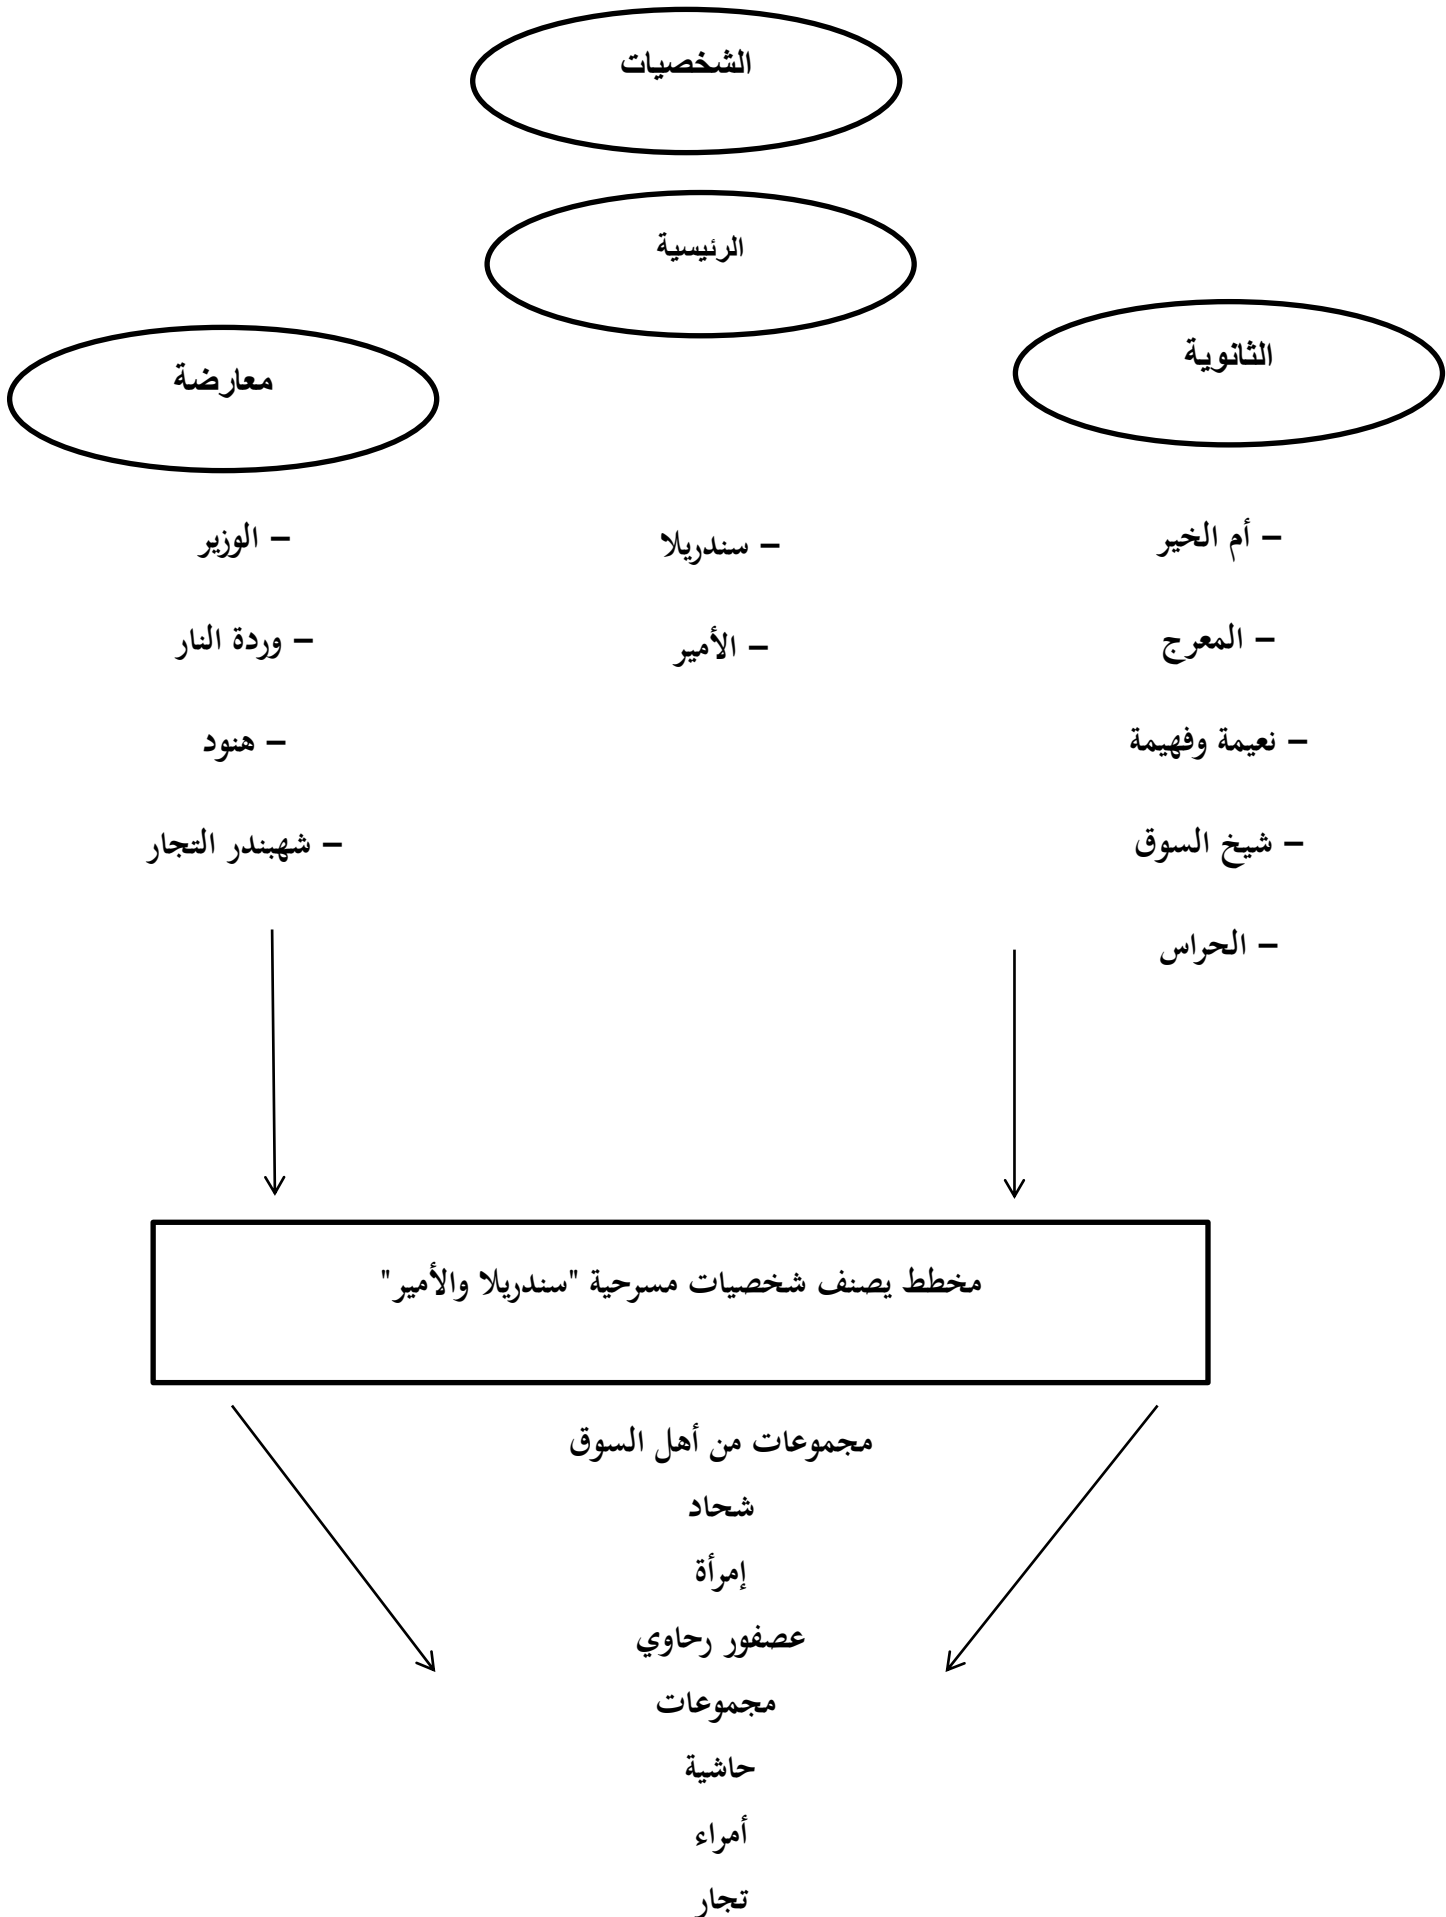 الشخصيات
الرئيسية
الثانوية
معارضة
– أم الخير
– المعرج
– نعيمة وفهيمة
– شيخ السوق
– الحراس
– سندريلا
– الأمير
– الوزير
– وردة النار
– هنود
– شهبندر التجار
مخطط يصنف شخصيات مسرحية "سندريلا والأمير"
مجموعات من أهل السوق
شحاد
إمرأة
عصفور رحاوي
مجموعات
حاشية
أمراء
تجار